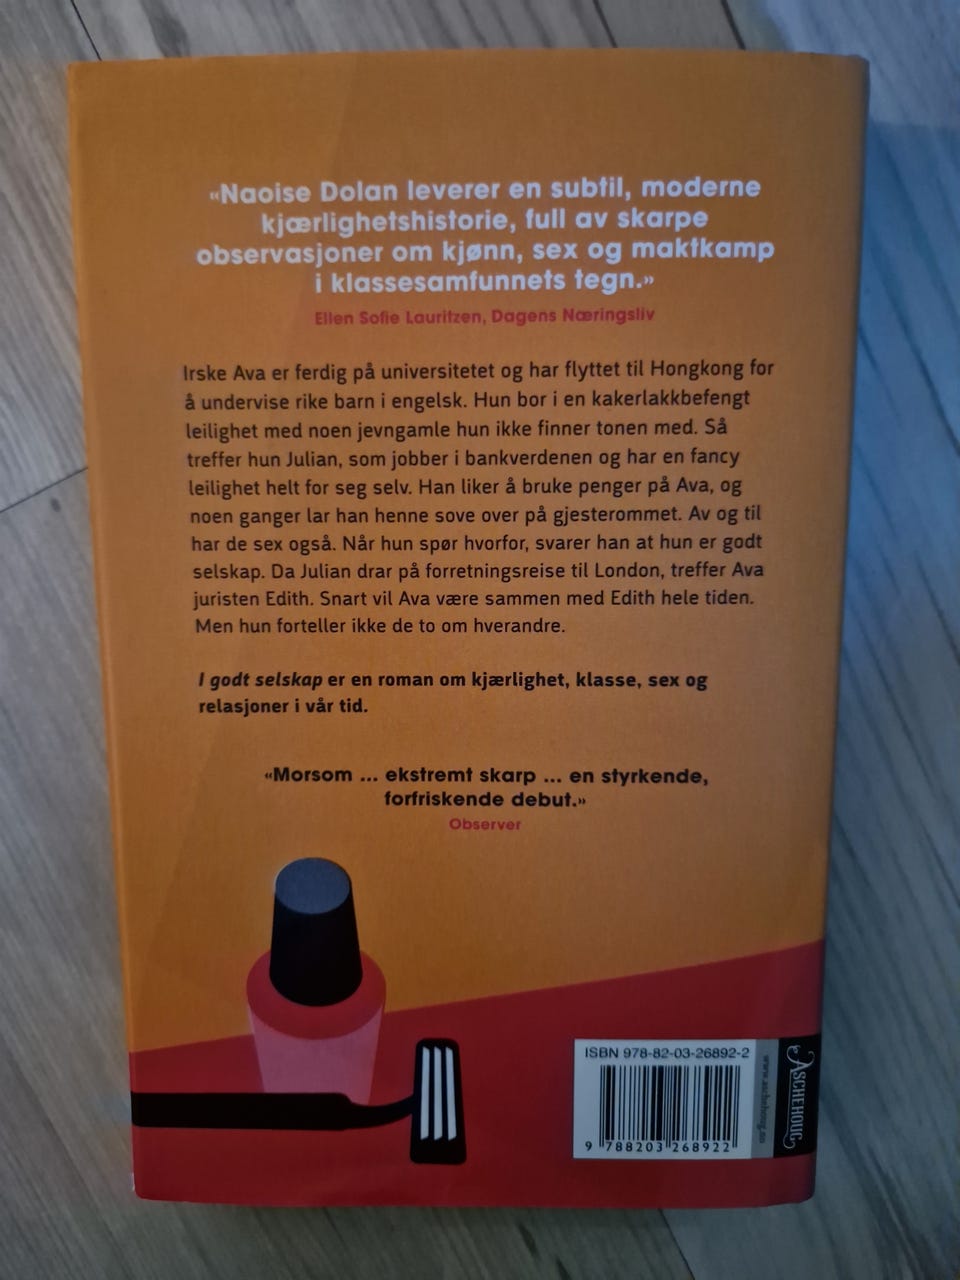 «Naoise Dolan leverer en subtil, moderne
kjærlighetshistorie, full av skarpe
observasjoner om kjønn, sex og maktkamp
i klassesamfunnets tegn.»
Ellen Sofie Lauritzen, Dagens Næringsliv
Irske Ava er ferdig på universitetet og har flyttet til Hongkong for
å undervise rike barn i engelsk. Hun bor i en kakerlakkbefengt
leilighet med noen jevngamle hun ikke finner tonen med. Så
treffer hun Julian, som jobber i bankverdenen og har en fancy
leilighet helt for seg selv. Han liker å bruke penger på Ava, og
noen ganger lar han henne sove over på gjesterommet. Av og til
har de sex også. Når hun spør hvorfor, svarer han at hun er godt
selskap. Da Julian drar på forretningsreise til London, treffer Ava
juristen Edith. Snart vil Ava være sammen med Edith hele tiden.
Men hun forteller ikke de to om hverandre.
I godt selskap er en roman om kjærlighet, klasse, sex og
relasjoner i vår tid.
«Morsom ... ekstremt skarp ... en styrkende,
forfriskende debut.»
Observer
ISBN 978-82-03-26892-2
9 788203 268922
www.aschehoug.no
ASCHEHOUG